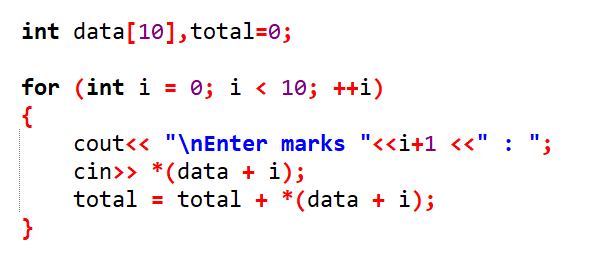 int data[10],total=0;
for (int i = 0; i < 10; ++i)
{
cout<< "\nEnter marks "<<i+1 <<" : ";
cin>> *(data + i);
total = total + *(data + i);
}